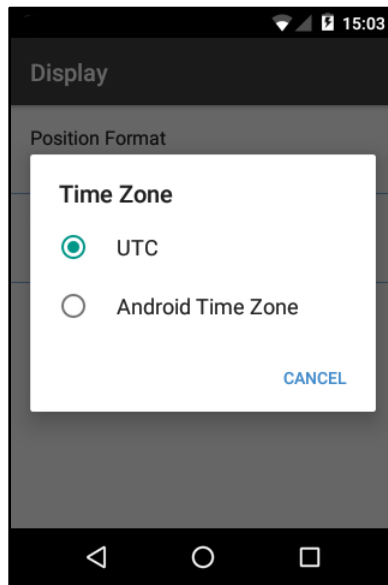 15:03
Display
Position Format
Time Zone
UTC
Android Time Zone
CANCEL